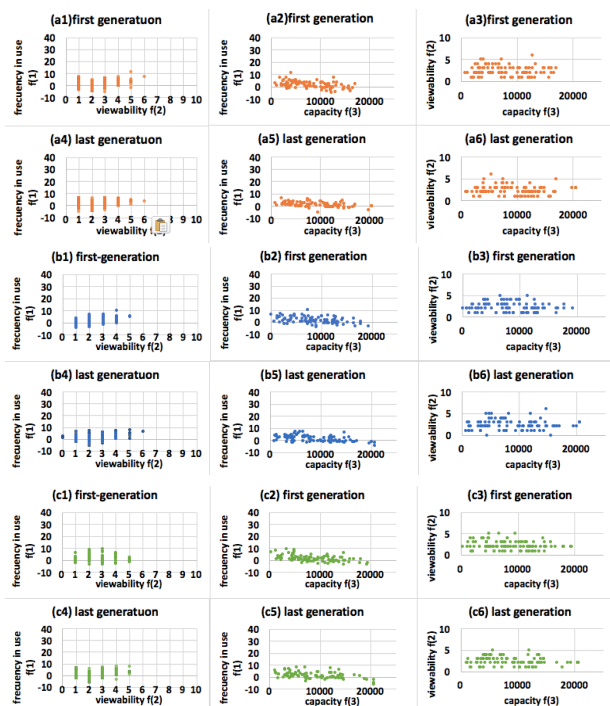 (a1)first generatuon
(a2)first generation
(a3)first generation
frecuency in use
f(1)
40
30
20
10
0
-10
0 1 2 3 4 5 6 7 8 9 10
viewability f(2)
frecuency in use
f(1)
40
30
20
10
0
-10
0 10000 20000
capacity f(3)
viewability f(2)
10
5
0
0 10000 20000
capacity f(3)
(a4) last generatuon
(a5) last generation
(a6) last generation
frecuency in use
f(1)
40
30
20
10
0
-10
0 1 2 3 4 5 6 7 8 9 10
frecuency in use
f(1)
40
30
20
10
0
-10
0 10000 20000
capacity f(3)
viewability f(2)
10
5
0
0 10000 20000
capacity f(3)
(b1) first-generation
(b2) first generation
(b3) first generation
frecuency in use
f(1)
40
30
20
10
0
-10
0 1 2 3 4 5 6 7 8 9 10
viewability f(2)
frecuency in use
f(1)
40
30
20
10
0
-10
0 10000 20000
capacity f(3)
viewability f(2)
10
5
0
0 10000 20000
capacity f(3)
(b4) last generatuon
(b5) last generation
(b6) last generation
frecuency in use
f(1)
40
30
20
10
0
-10
0 1 2 3 4 5 6 7 8 9 10
viewability f(2)
frecuency in use
f(1)
40
30
20
10
0
-10
0 10000 20000
capacity f(3)
viewability f(2)
10
5
0
0 10000 20000
capacity f(3)
(c1) first-generation
(c2) first generation
(c3) first generation
frecuency in use
f(1)
40
30
20
10
0
-10
0 1 2 3 4 5 6 7 8 9 10
viewability f(2)
frecuency in use
f(1)
40
30
20
10
0
-10
0 10000 20000
capacity f(3)
viewability f(2)
10
5
0
0 10000 20000
capacity f(3)
(c4) last generatuon
(c5) last generation
(c6) last generation
frecuency in use
f(1)
40
30
20
10
0
-10
0 1 2 3 4 5 6 7 8 9 10
viewability f(2)
frecuency in use
f(1)
40
30
20
10
0
-10
0 10000 20000
capacity f(3)
viewability f(2)
10
5
0
0 10000 20000
capacity f(3)